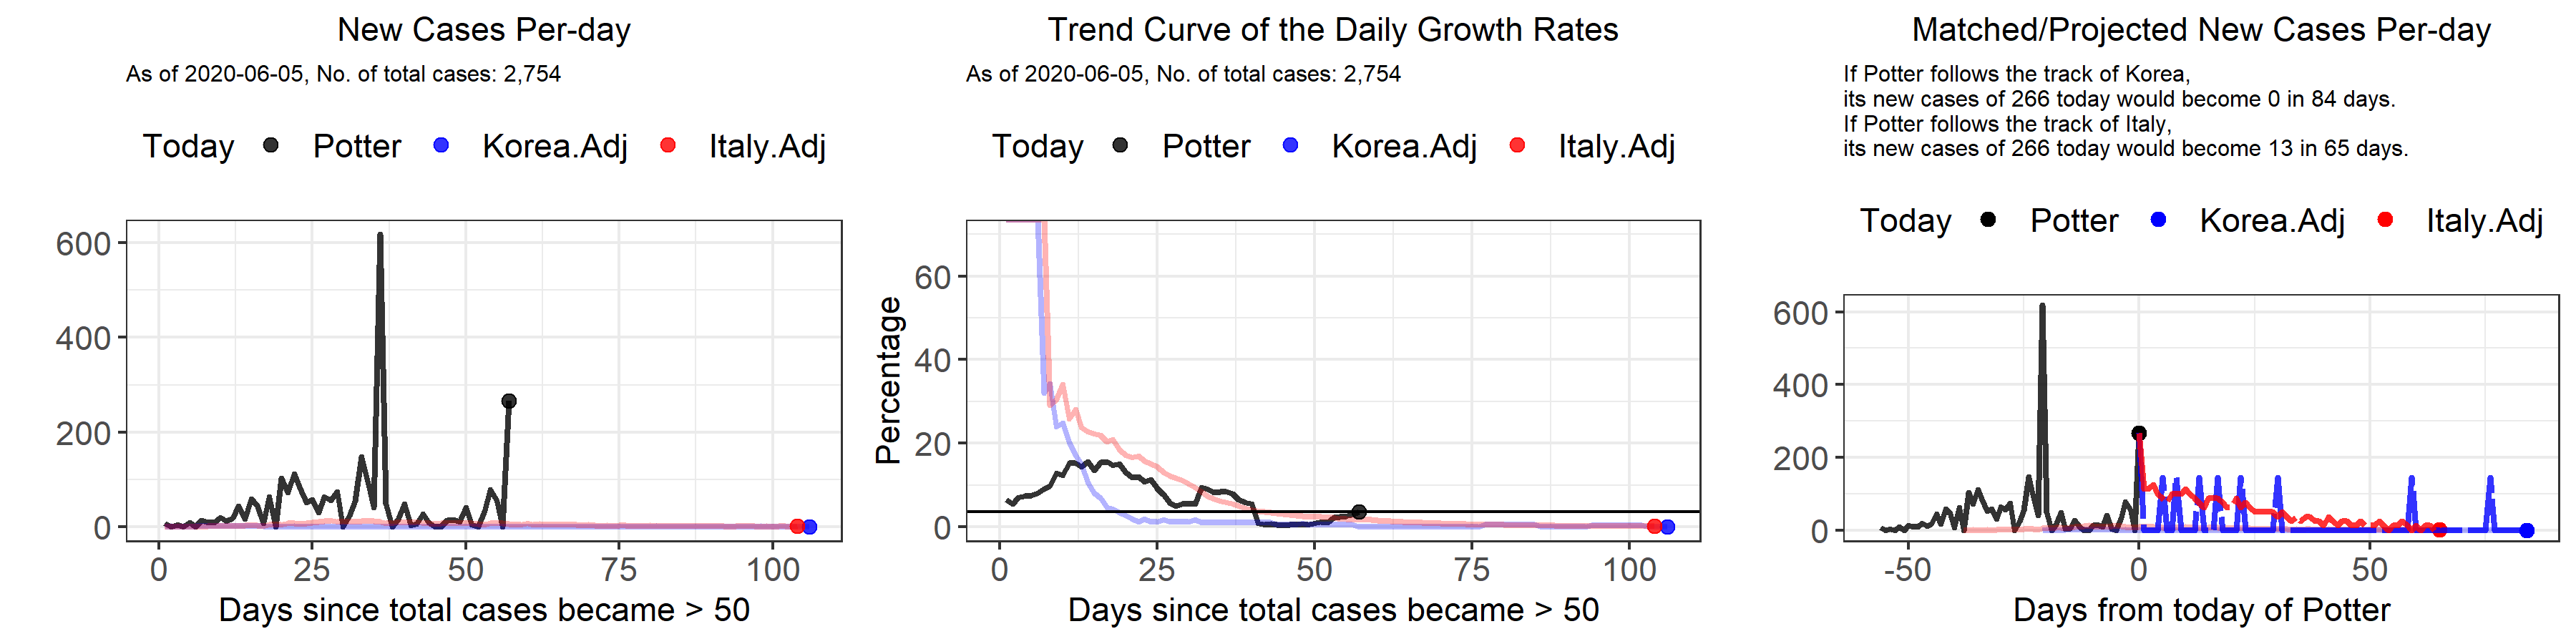 New Cases Per-day
As of 2020-06-05, No. of total cases: 2,754
Today Potter Korea.Adj Italy.Adj
600
400
200
0
0 25 50 75 100
Days since total cases became > 50
Trend Curve of the Daily Growth Rates
As of 2020-06-05, No. of total cases: 2,754
Today Potter Korea.Adj Italy.Adj
Percentage
60
40
20
0
0 25 50 75 100
Days since total cases became > 50
Matched/Projected New Cases Per-day
If Potter follows the track of Korea,
its new cases of 266 today would become 0 in 84 days.
If Potter follows the track of Italy,
its new cases of 266 today would become 13 in 65 days.
Today Potter Korea.Adj Italy.Adj
600
400
200
0
-50 0 50
Days from today of Potter